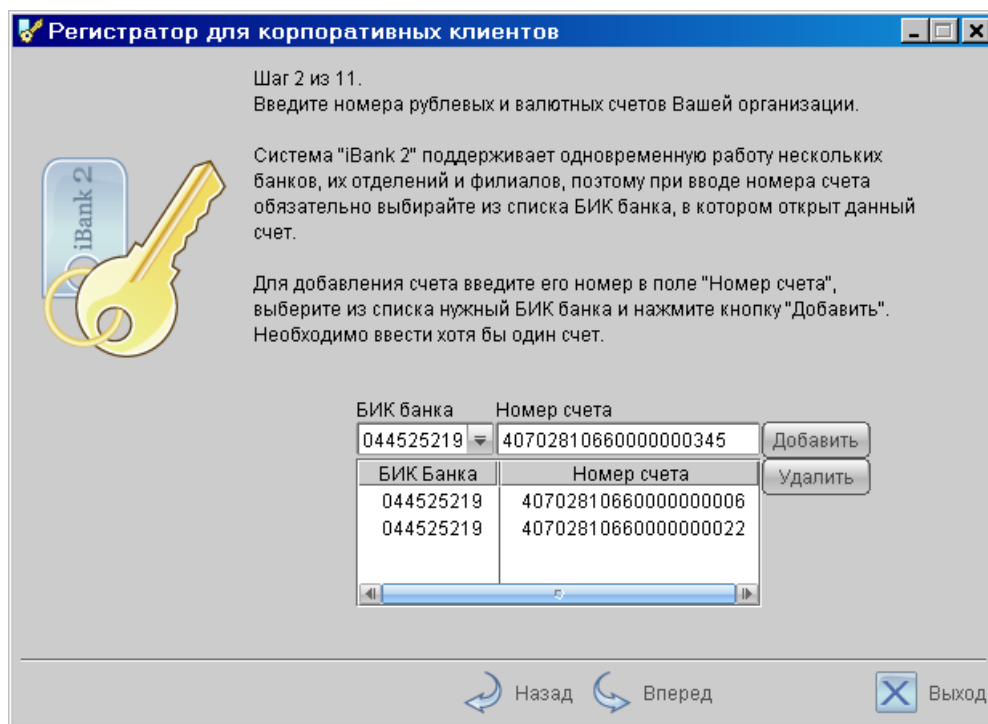 Регистратор для корпоративных клиентов
Шаг 2 из 11.
Введите номера рублевых и валютных счетов Вашей организации.
Система "iBank 2" поддерживает одновременную работу нескольких
банков, их отделений и филиалов, поэтому при вводе номера счета
обязательно выбирайте из списка БИК банка, в котором открыт данный
счет.
iBank 2
Для добавления счета введите его номер в поле "Номер счета",
выберите из списка нужный БИК банка и нажмите кнопку "Добавить".
Необходимо ввести хотя бы один счет.
БИК банка Номер счета
044525219 40702810660000000345 Добавить
БИК Банка Номер счета Удалить
044525219 40702810660000000006
044525219 40702810660000000022
Назад Вперед Выход